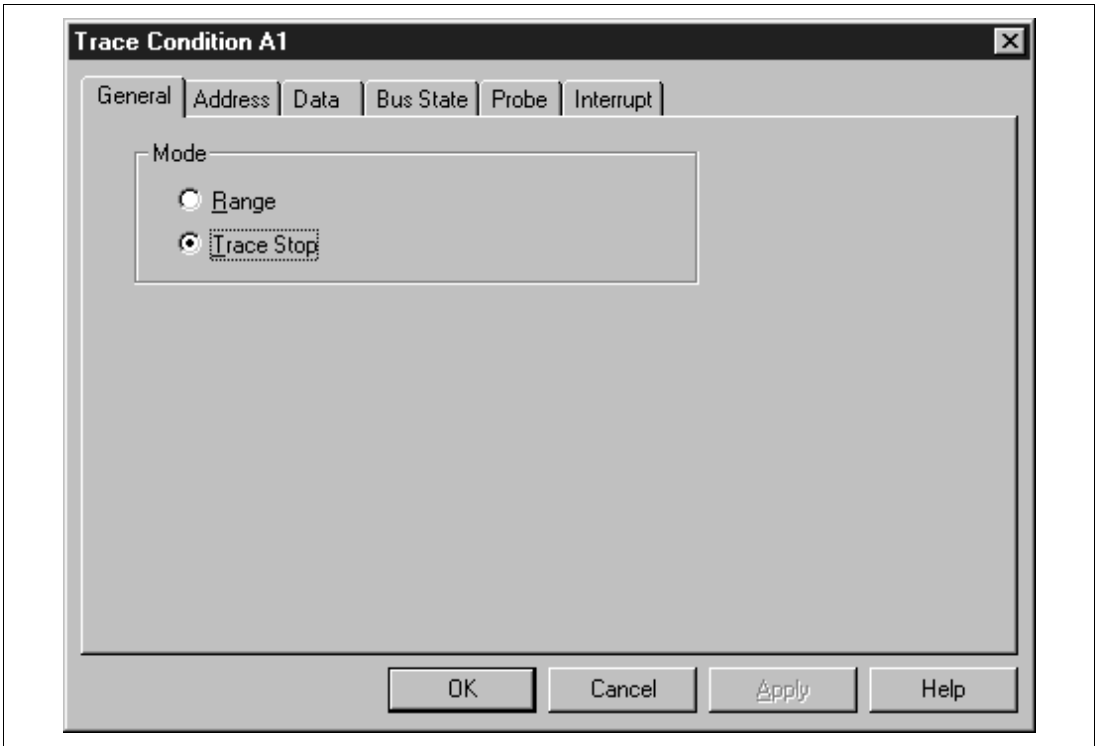 Trace Condition A1
General Address Data Bus State Probe Interrupt
Mode
Range
Trace Stop
OK Cancel Apply Help